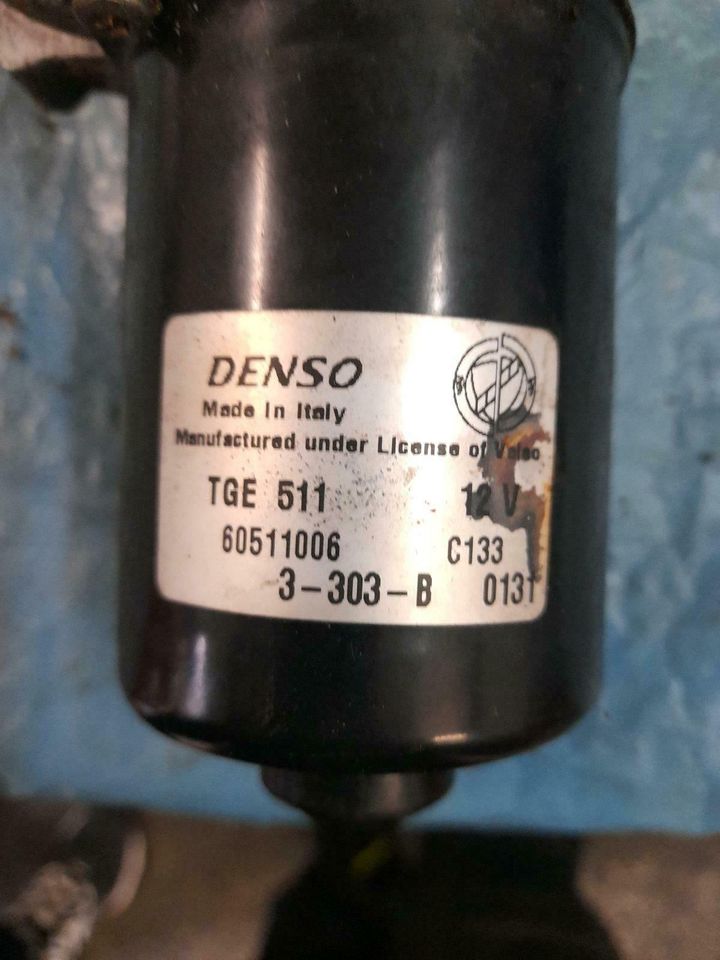 DENSO
Made in Italy
Manufactured under License of Valeo
TGE 511 12 V
60511006 C133
3-303-B 0131